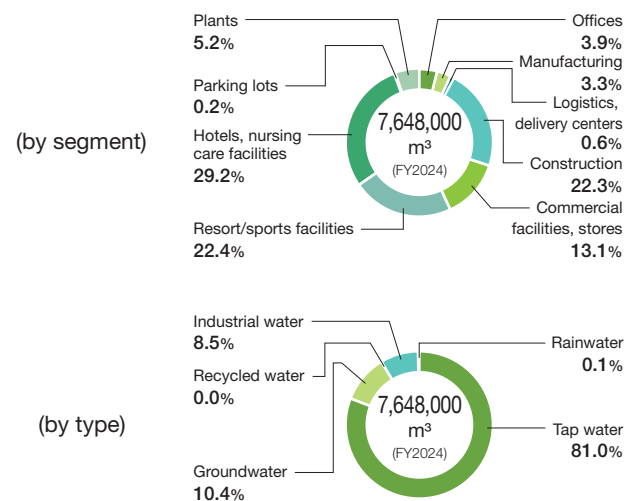 (by segment)
Plants
5.2%
Parking lots
0.2%
Hotels, nursing
care facilities
29.2%
Resort/sports facilities
22.4%
7,648,000
m³
(FY2024)
Offices
3.9%
Manufacturing
3.3%
Logistics,
delivery centers
0.6%
Construction
22.3%
Commercial
facilities, stores
13.1%
(by type)
Industrial water
8.5%
Recycled water
0.0%
Groundwater
10.4%
7,648,000
m³
(FY2024)
Rainwater
0.1%
Tap water
81.0%